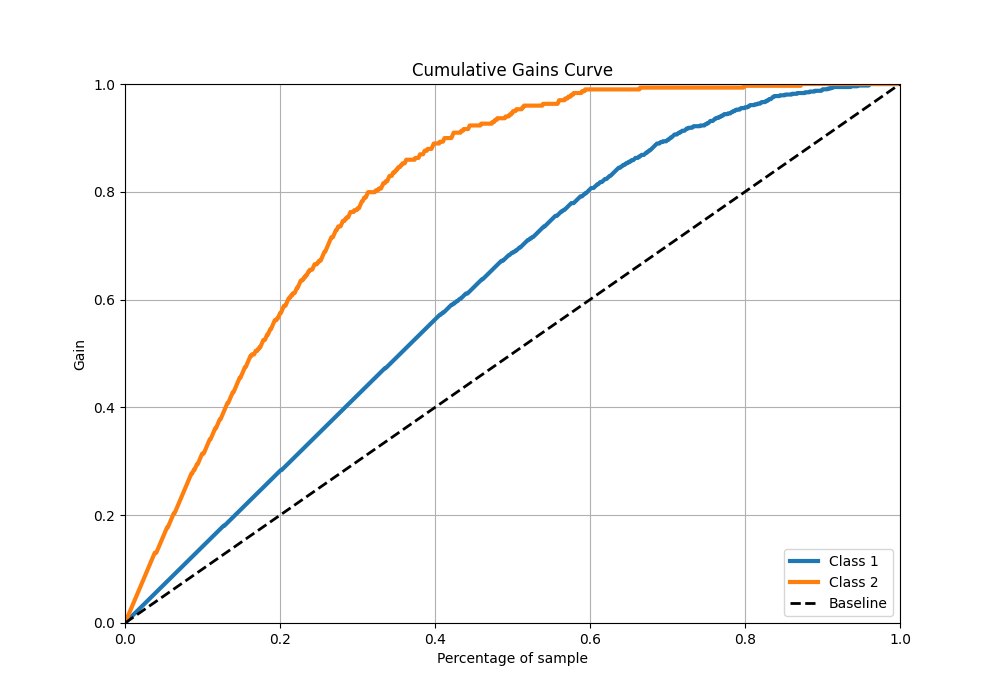 Cumulative Gains Curve
1.0
0.8
0.6
0.4
0.2
0.0
Gain
0.0 0.2 0.4 0.6 0.8 1.0
Percentage of sample
Class 1
Class 2
Baseline